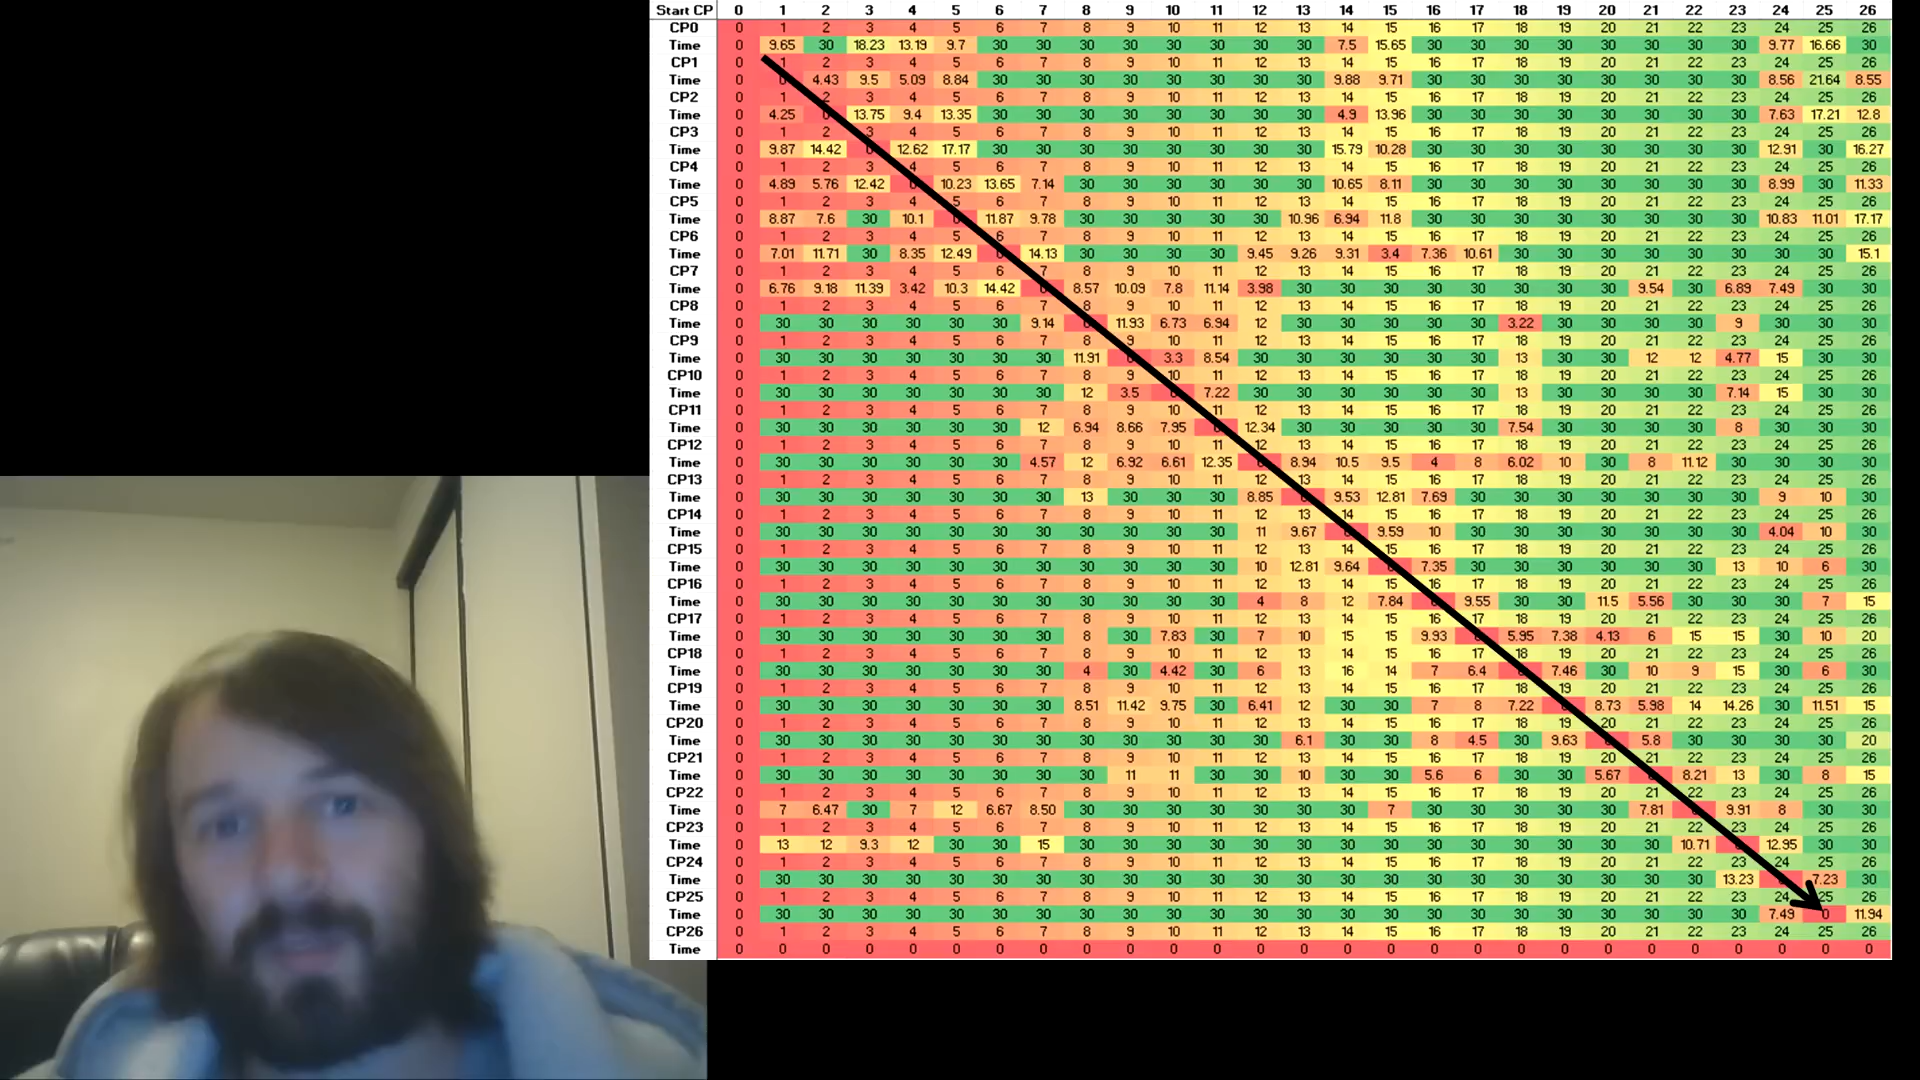 Start CP 0 1 2 3 4 5 6 7 8 9 10 11 12 13 14 15 16 17 18 19 20 21 22 23 24 25 26
CP0 0 1 2 3 4 5 6 7 8 9 10 11 12 13 14 15 16 17 18 19 20 21 22 23 24 25 26
Time 0 9.65 30 18.23 13.19 9.7 30 30 30 30 30 30 30 30 7.5 15.65 30 30 30 30 30 30 30 30 9.77 16.66 30
CP1 0 1 2 3 4 5 6 7 8 9 10 11 12 13 14 15 16 17 18 19 20 21 22 23 24 25 26
Time 0 4.43 9.5 5.09 8.84 30 30 30 30 30 30 30 30 9.88 9.71 30 30 30 30 30 30 30 30 8.56 21.64 8.55
CP2 0 1 2 3 4 5 6 7 8 9 10 11 12 13 14 15 16 17 18 19 20 21 22 23 24 25 26
Time 0 4.25 13.75 9.4 13.35 30 30 30 30 30 30 30 30 4.9 13.96 30 30 30 30 30 30 30 30 7.63 17.21 12.8
CP3 0 1 2 3 4 5 6 7 8 9 10 11 12 13 14 15 16 17 18 19 20 21 22 23 24 25 26
Time 0 9.87 14.42 12.62 17.17 30 30 30 30 30 30 30 30 15.79 10.28 30 30 30 30 30 30 30 30 12.91 30 16.27
CP4 0 1 2 3 4 5 6 7 8 9 10 11 12 13 14 15 16 17 18 19 20 21 22 23 24 25 26
Time 0 4.89 5.76 12.42 10.23 13.65 7.14 30 30 30 30 30 30 10.65 8.11 30 30 30 30 30 30 30 30 8.99 30 11.33
CP5 0 1 2 3 4 5 6 7 8 9 10 11 12 13 14 15 16 17 18 19 20 21 22 23 24 25 26
Time 0 8.87 7.6 30 10.1 11.87 9.78 30 30 30 30 30 10.96 6.94 11.8 30 30 30 30 30 30 30 30 10.83 11.01 17.17
CP6 0 1 2 3 4 5 6 7 8 9 10 11 12 13 14 15 16 17 18 19 20 21 22 23 24 25 26
Time 0 7.01 11.71 30 8.35 12.49 14.13 30 30 30 30 9.45 9.26 9.31 3.4 7.36 10.61 30 30 30 30 30 30 30 30 15.1
CP7 0 1 2 3 4 5 6 7 8 9 10 11 12 13 14 15 16 17 18 19 20 21 22 23 24 25 26
Time 0 6.76 9.18 11.39 3.42 10.3 14.42 8.57 10.09 7.8 11.14 3.98 30 30 30 30 30 30 30 30 9.54 30 6.89 7.49 30 30
CP8 0 1 2 3 4 5 6 7 8 9 10 11 12 13 14 15 16 17 18 19 20 21 22 23 24 25 26
Time 0 30 30 30 30 30 30 9.14 11.93 6.73 6.94 12 30 30 30 30 30 3.22 30 30 30 30 9 30 30 30
CP9 0 1 2 3 4 5 6 7 8 9 10 11 12 13 14 15 16 17 18 19 20 21 22 23 24 25 26
Time 0 30 30 30 30 30 30 30 11.91 3.3 8.54 30 30 30 30 30 30 13 30 30 12 12 4.77 15 30 30
CP10 0 1 2 3 4 5 6 7 8 9 10 11 12 13 14 15 16 17 18 19 20 21 22 23 24 25 26
Time 0 30 30 30 30 30 30 30 12 3.5 7.22 30 30 30 30 30 30 13 30 30 30 30 7.14 15 30 30
CP11 0 1 2 3 4 5 6 7 8 9 10 11 12 13 14 15 16 17 18 19 20 21 22 23 24 25 26
Time 0 30 30 30 30 30 30 12 6.94 8.66 7.95 12.34 30 30 30 30 30 7.54 30 30 30 30 8 30 30 30
CP12 0 1 2 3 4 5 6 7 8 9 10 11 12 13 14 15 16 17 18 19 20 21 22 23 24 25 26
Time 0 30 30 30 30 30 30 4.57 12 6.92 6.61 12.35 8.94 10.5 9.5 4 8 6.02 10 30 8 11.12 30 30 30 30
CP13 0 1 2 3 4 5 6 7 8 9 10 11 12 13 14 15 16 17 18 19 20 21 22 23 24 25 26
Time 0 30 30 30 30 30 30 30 13 30 30 30 8.85 9.53 12.81 7.69 30 30 30 30 30 30 30 9 10 30
CP14 0 1 2 3 4 5 6 7 8 9 10 11 12 13 14 15 16 17 18 19 20 21 22 23 24 25 26
Time 0 30 30 30 30 30 30 30 30 30 30 30 11 9.67 9.59 10 30 30 30 30 30 30 30 4.04 10 30
CP15 0 1 2 3 4 5 6 7 8 9 10 11 12 13 14 15 16 17 18 19 20 21 22 23 24 25 26
Time 0 30 30 30 30 30 30 30 30 30 30 30 10 12.81 9.64 7.35 30 30 30 30 30 30 13 10 6 30
CP16 0 1 2 3 4 5 6 7 8 9 10 11 12 13 14 15 16 17 18 19 20 21 22 23 24 25 26
Time 0 30 30 30 30 30 30 30 30 30 30 30 4 8 12 7.84 9.55 30 30 11.5 5.56 30 30 30 7 15
CP17 0 1 2 3 4 5 6 7 8 9 10 11 12 13 14 15 16 17 18 19 20 21 22 23 24 25 26
Time 0 30 30 30 30 30 30 30 8 30 7.83 30 7 10 15 15 9.93 5.95 7.38 4.13 6 15 15 30 10 20
CP18 0 1 2 3 4 5 6 7 8 9 10 11 12 13 14 15 16 17 18 19 20 21 22 23 24 25 26
Time 0 30 30 30 30 30 30 30 4 30 4.42 30 6 13 16 14 7 6.4 7.46 30 10 9 15 30 6 30
CP19 0 1 2 3 4 5 6 7 8 9 10 11 12 13 14 15 16 17 18 19 20 21 22 23 24 25 26
Time 0 30 30 30 30 30 30 30 8.51 11.42 9.75 30 6.41 12 30 30 7 8 7.22 8.73 5.98 14 14.26 30 11.51 15
CP20 0 1 2 3 4 5 6 7 8 9 10 11 12 13 14 15 16 17 18 19 20 21 22 23 24 25 26
Time 0 30 30 30 30 30 30 30 30 30 30 30 30 6.1 30 30 8 4.5 30 9.63 5.8 30 30 30 30 20
CP21 0 1 2 3 4 5 6 7 8 9 10 11 12 13 14 15 16 17 18 19 20 21 22 23 24 25 26
Time 0 30 30 30 30 30 30 30 30 11 11 30 30 10 30 30 5.6 6 30 30 5.67 8.21 13 30 8 15
CP22 0 1 2 3 4 5 6 7 8 9 10 11 12 13 14 15 16 17 18 19 20 21 22 23 24 25 26
Time 0 7 6.47 30 7 12 6.67 8.50 30 30 30 30 30 30 30 7 30 30 30 30 30 7.81 9.91 8 30 30
CP23 0 1 2 3 4 5 6 7 8 9 10 11 12 13 14 15 16 17 18 19 20 21 22 23 24 25 26
Time 0 13 12 9.3 12 30 30 15 30 30 30 30 30 30 30 30 30 30 30 30 30 30 10.71 12.95 30 30
CP24 0 1 2 3 4 5 6 7 8 9 10 11 12 13 14 15 16 17 18 19 20 21 22 23 24 25 26
Time 0 30 30 30 30 30 30 30 30 30 30 30 30 30 30 30 30 30 30 30 30 30 30 13.23 7.23 30
CP25 0 1 2 3 4 5 6 7 8 9 10 11 12 13 14 15 16 17 18 19 20 21 22 23 24 25 26
Time 0 30 30 30 30 30 30 30 30 30 30 30 30 30 30 30 30 30 30 30 30 30 30 30 7.49 0 11.94
CP26 0 1 2 3 4 5 6 7 8 9 10 11 12 13 14 15 16 17 18 19 20 21 22 23 24 25 26
Time 0 0 0 0 0 0 0 0 0 0 0 0 0 0 0 0 0 0 0 0 0 0 0 0 0 0 0